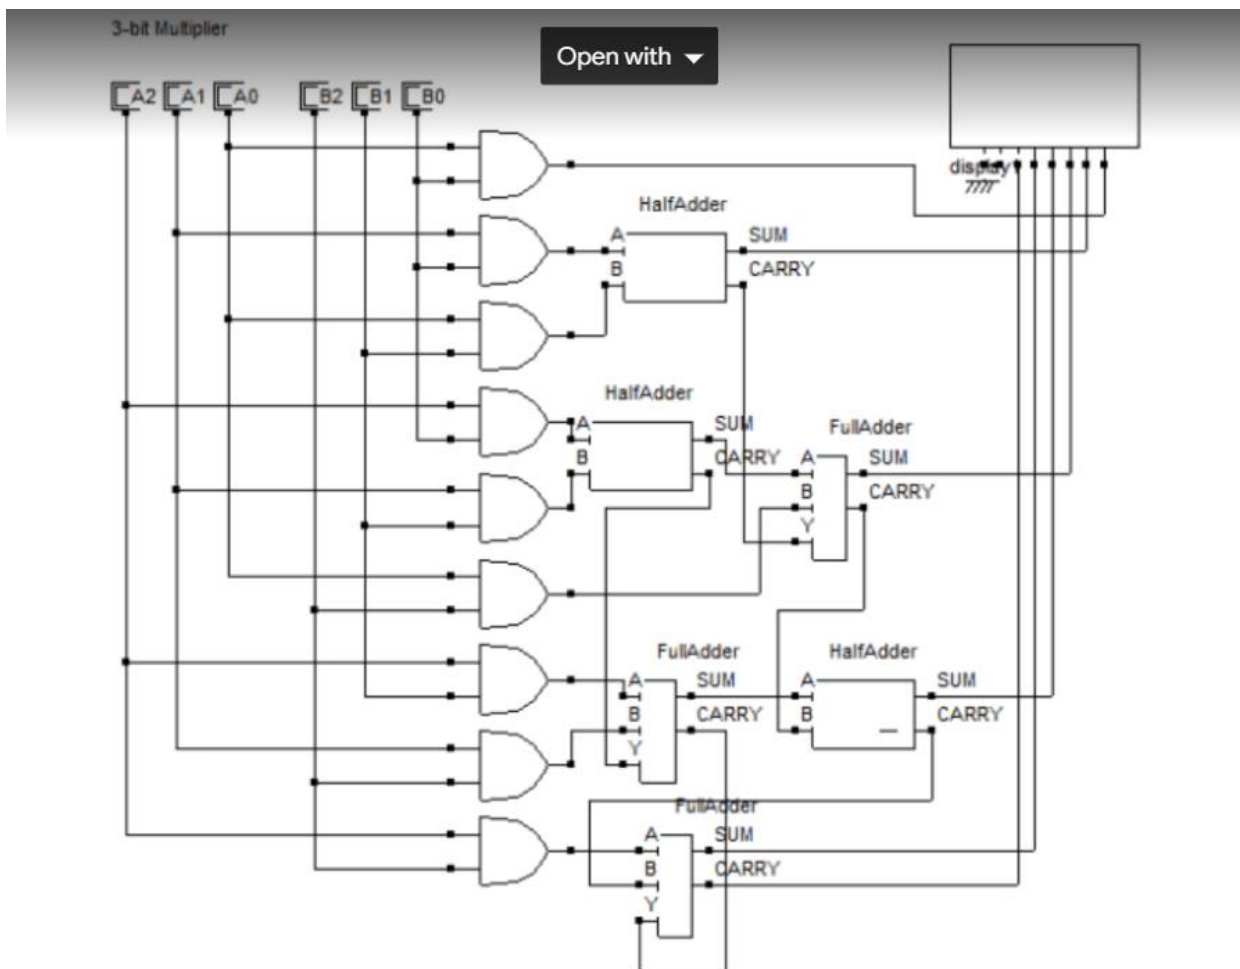 3-bit Multiplier
Open with
A2 A1 A0 B2 B1 B0
display1
HalfAdder
A SUM
B CARRY
HalfAdder
A SUM
B CARRY
FullAdder
A SUM
B CARRY
Y
FullAdder
A SUM
B CARRY
Y
HalfAdder
A SUM
B CARRY
FullAdder
A SUM
B CARRY
Y